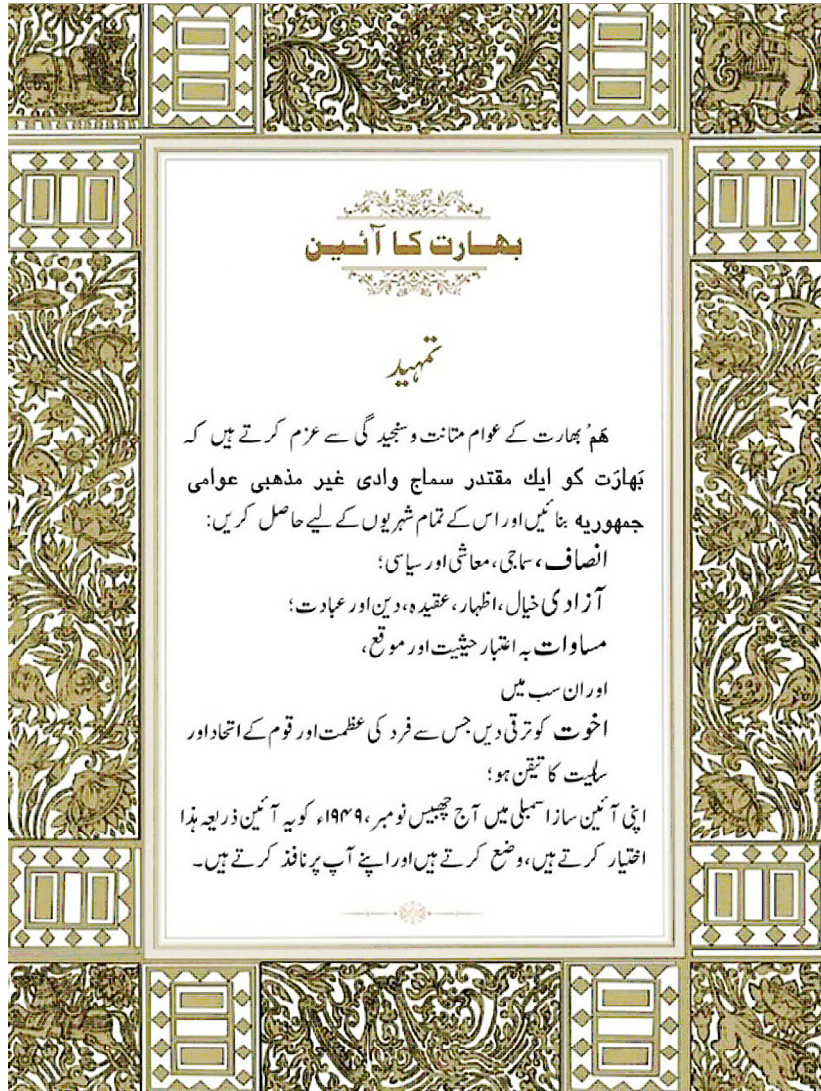 بھارت کا آئین
تمہید
ہَم بھارت کے عوام متانت و سنجیدگی سے عزم کرتے ہیں کہ
بَھارَت کو ایک مقتدر سماج وادی غیر مذہبی عوامی
جمہوریہ بنائیں اور اس کے تمام شہریوں کے لیے حاصل کریں:
انصاف، سماجی، معاشی اور سیاسی؛
آزادی خیال، اظہار، عقیدہ، دین اور عبادت؛
مساوات بہ اعتبار حیثیت اور موقع،
اور ان سب میں
اخوت کو ترقی دیں جس سے فرد کی عظمت اور قوم کے اتحاد اور
سالمیت کا تیقن ہو؛
اپنی آئین ساز اسمبلی میں آج چھبیس نومبر، ۱۹۴۹ء کو یہ آئین ذریعہ ہذا
اختیار کرتے ہیں، وضع کرتے ہیں اور اپنے آپ پر نافذ کرتے ہیں۔